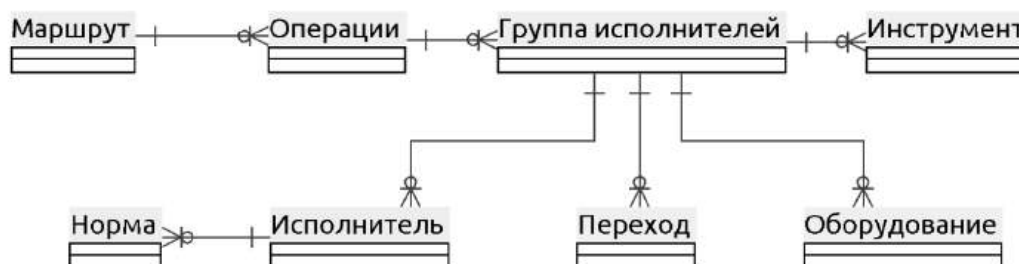 Маршрут Операции Группа исполнителей Инструмент
Норма Исполнитель Переход Оборудование